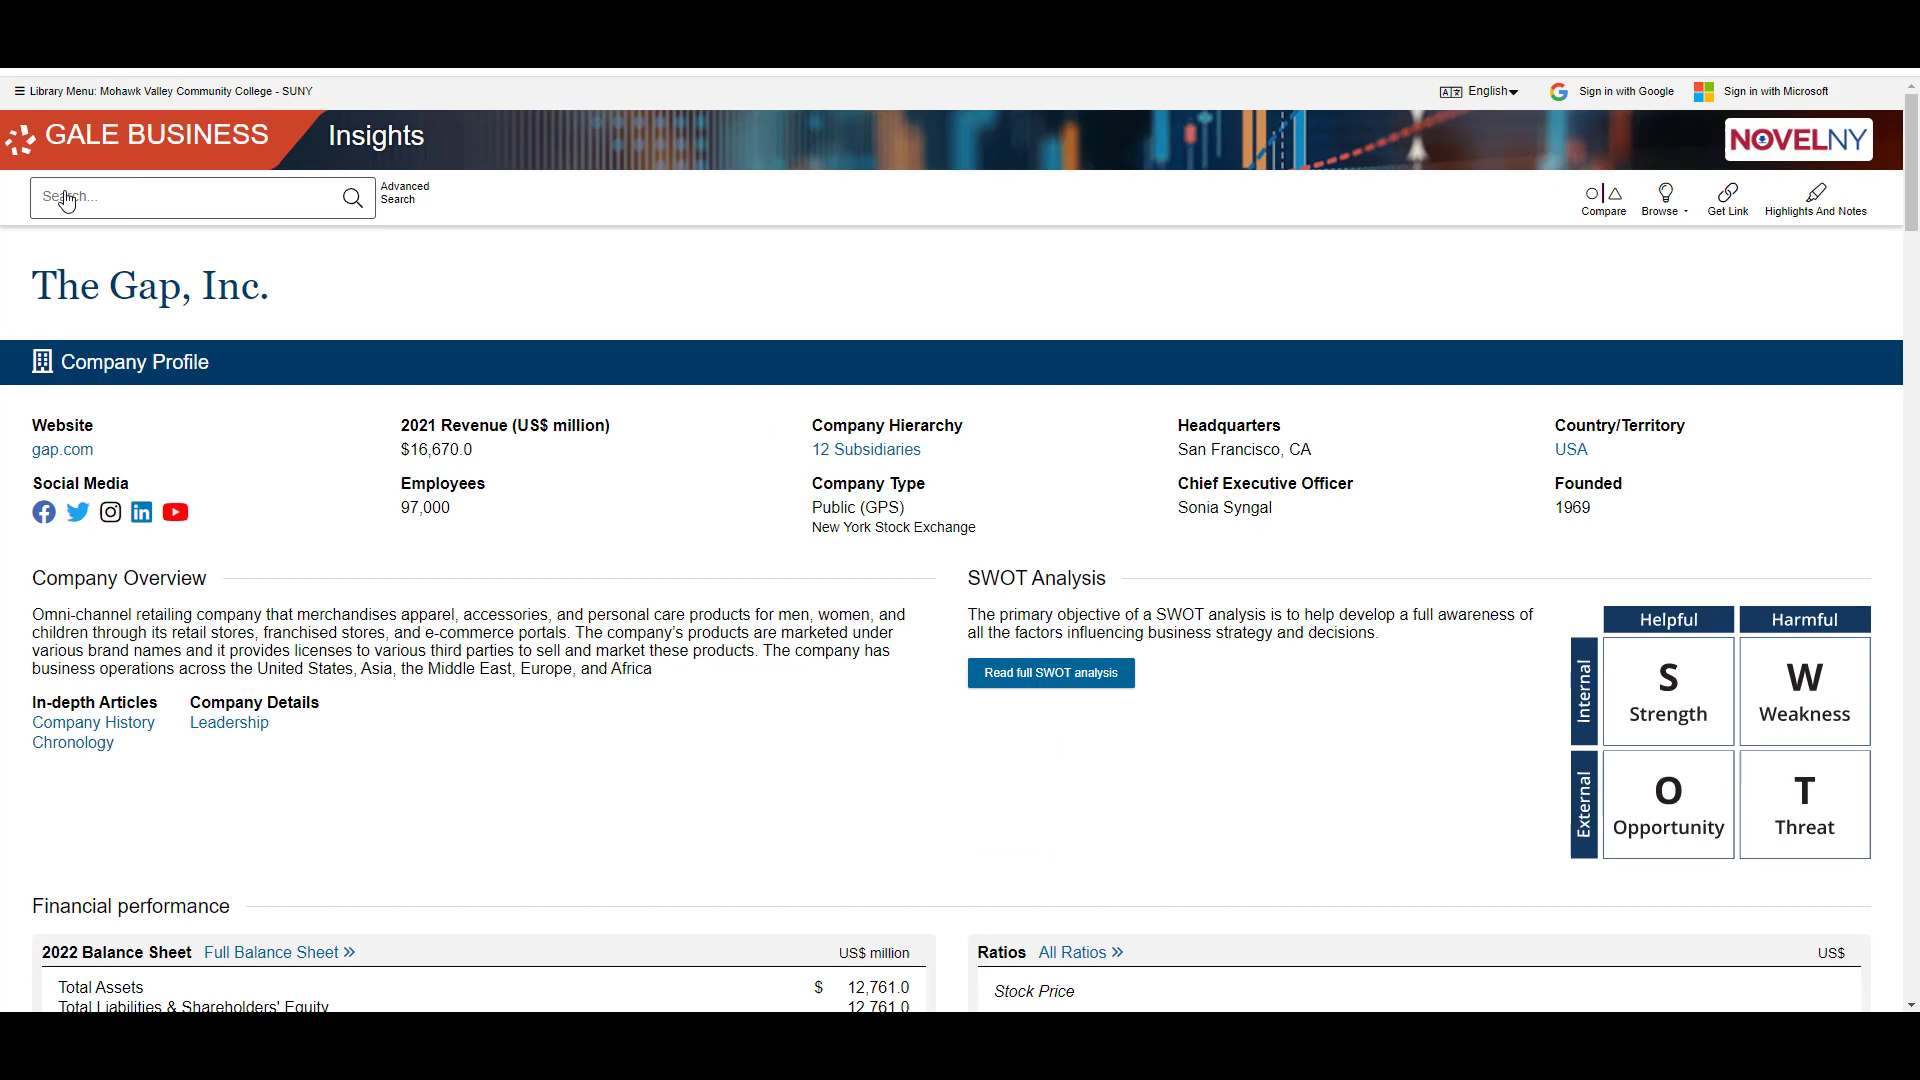 Library Menu: Mohawk Valley Community College - SUNY
English
Sign in with Google
Sign in with Microsoft
GALE BUSINESS Insights
NOVELNY
Search...
Advanced
Search
Compare
Browse
Get Link
Highlights And Notes
The Gap, Inc.
Company Profile
Website
gap.com
2021 Revenue (US$ million)
$16,670.0
Company Hierarchy
12 Subsidiaries
Headquarters
San Francisco, CA
Country/Territory
USA
Social Media
Employees
97,000
Company Type
Public (GPS)
New York Stock Exchange
Chief Executive Officer
Sonia Syngal
Founded
1969
Company Overview
Omni-channel retailing company that merchandises apparel, accessories, and personal care products for men, women, and
children through its retail stores, franchised stores, and e-commerce portals. The company's products are marketed under
various brand names and it provides licenses to various third parties to sell and market these products. The company has
business operations across the United States, Asia, the Middle East, Europe, and Africa
In-depth Articles
Company History
Chronology
Company Details
Leadership
SWOT Analysis
The primary objective of a SWOT analysis is to help develop a full awareness of
all the factors influencing business strategy and decisions.
Read full SWOT analysis
Helpful
Harmful
Internal
S
Strength
W
Weakness
External
O
Opportunity
T
Threat
Financial performance
2022 Balance Sheet Full Balance Sheet »
US$ million
Total Assets $ 12,761.0
Total Liabilities & Shareholders' Equity 12,761.0
Ratios All Ratios »
US$
Stock Price